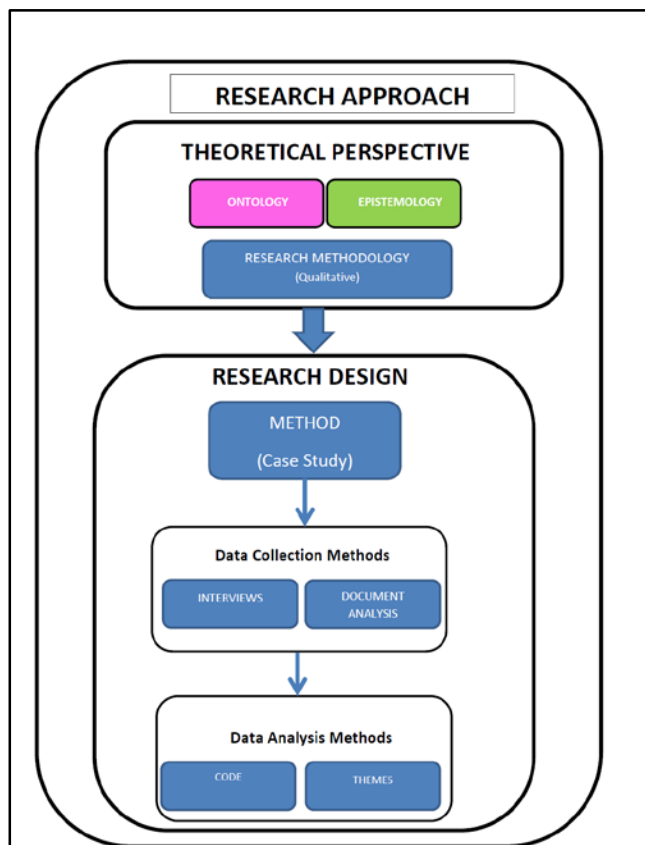 RESEARCH APPROACH
THEORETICAL PERSPECTIVE
ONTOLOGY
EPISTEMOLOGY
RESEARCH METHODOLOGY
(Qualitative)
RESEARCH DESIGN
METHOD
(Case Study)
Data Collection Methods
INTERVIEWS
DOCUMENT
ANALYSIS
Data Analysis Methods
CODE
THEMES